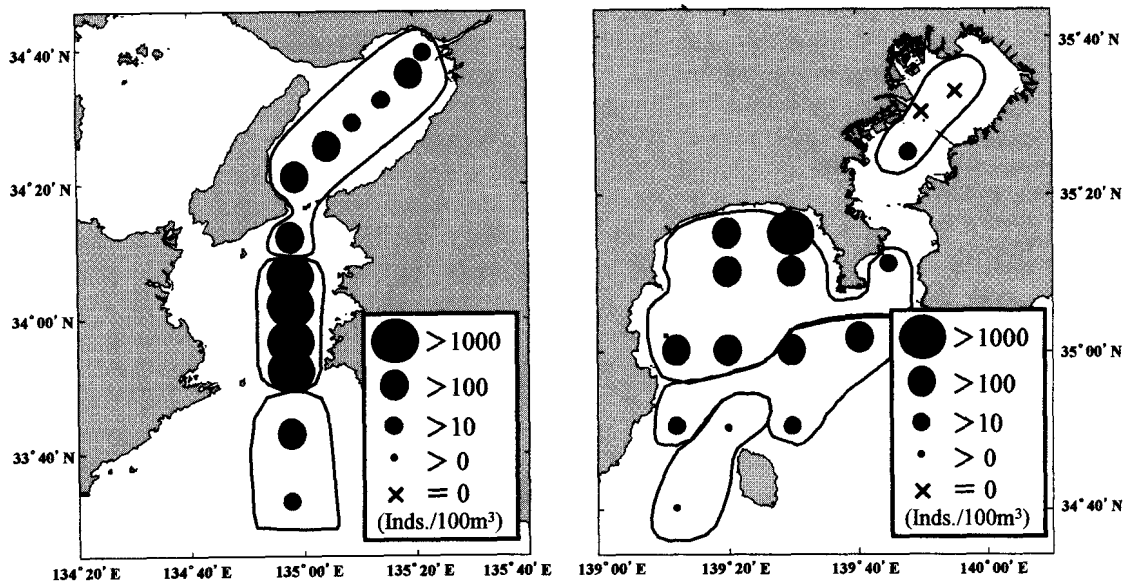 34°40' N
34°20' N
34°00' N
33°40' N
134°20' E
134°40' E
135°00' E
135°20' E
135°40' E
>1000
>100
>10
>0
=0
(Inds./100m³)
35°40' N
35°20' N
35°00' N
34°40' N
139°00' E
139°20' E
139°40' E
140°00' E
>1000
>100
>10
>0
=0
(Inds./100m³)